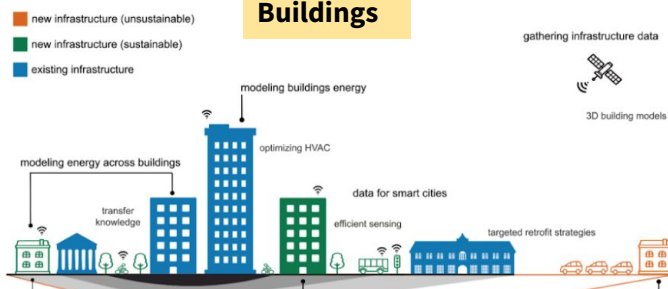 Buildings
new infrastructure (unsustainable)
new infrastructure (sustainable)
existing infrastructure
gathering infrastructure data
3D building models
modeling buildings energy
optimizing HVAC
modeling energy across buildings
transfer
knowledge
data for smart cities
efficient sensing
targeted retrofit strategies